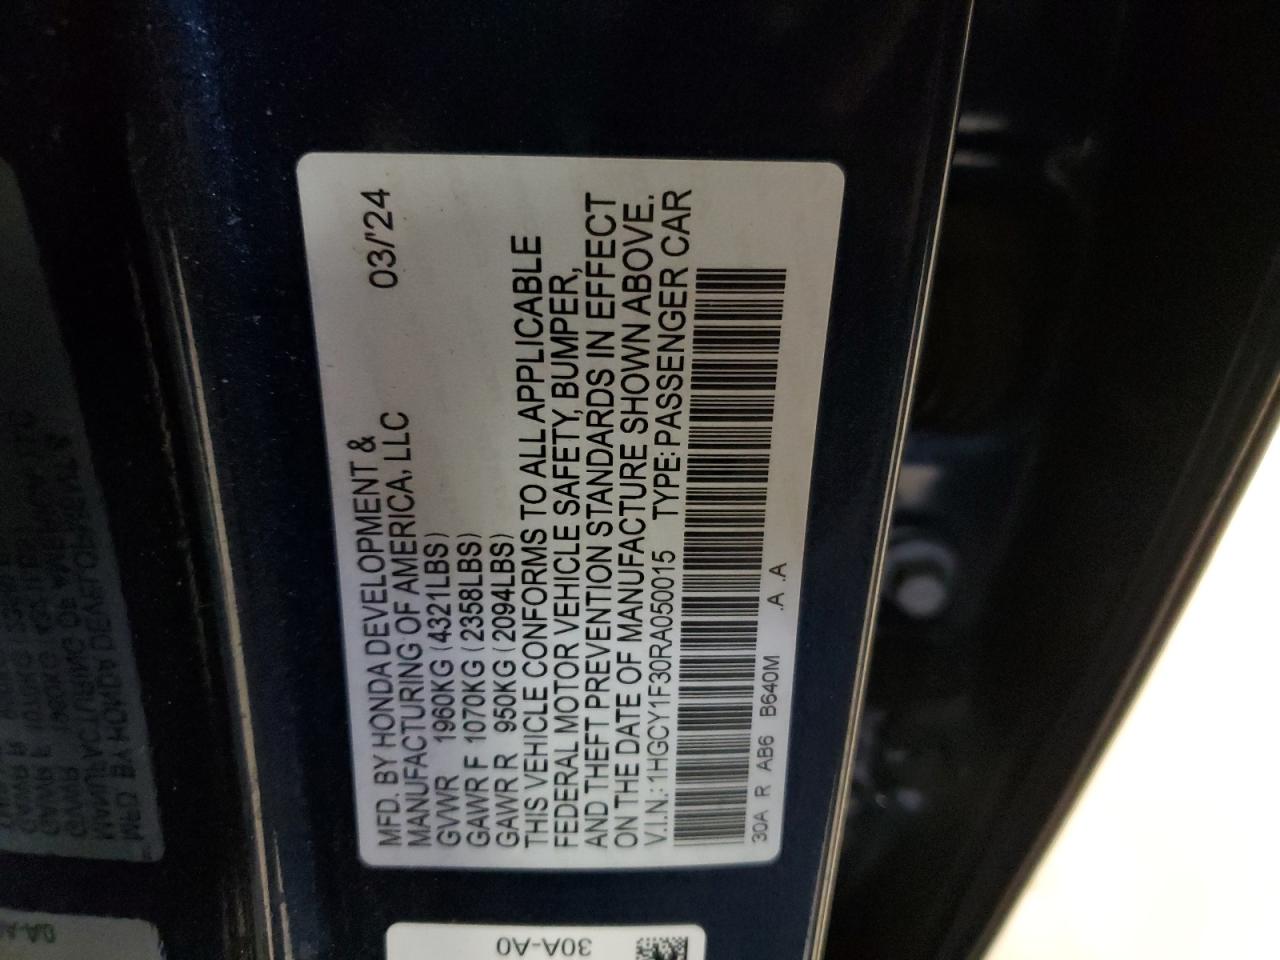 MFD. BY HONDA DEVELOPMENT &
MANUFACTURING OF AMERICA, LLC 03/'24
GVWR 1960KG (4321LBS)
GAWR F 1070KG (2358LBS)
GAWR R 950KG (2094LBS)
THIS VEHICLE CONFORMS TO ALL APPLICABLE
FEDERAL MOTOR VEHICLE SAFETY, BUMPER,
AND THEFT PREVENTION STANDARDS IN EFFECT
ON THE DATE OF MANUFACTURE SHOWN ABOVE.
V.I.N.: 1HGCY1F30RA050015 TYPE: PASSENGER CAR
30A R AB6 B640M .A .A
30A-A0